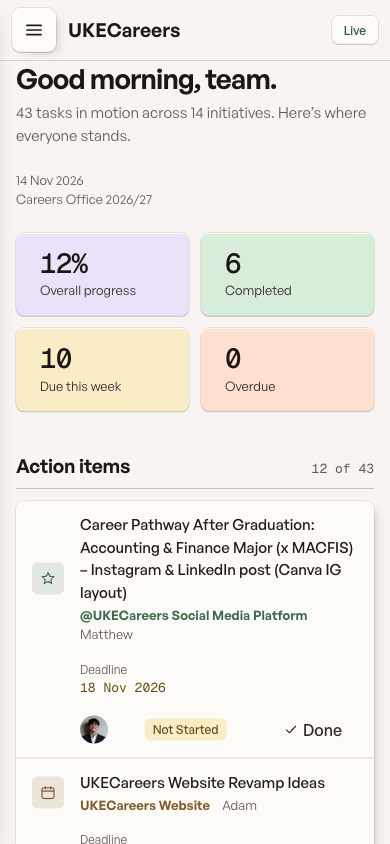 UKECareers
Live
Good morning, team.
43 tasks in motion across 14 initiatives. Here’s where
everyone stands.
14 Nov 2026
Careers Office 2026/27
12%
Overall progress
6
Completed
10
Due this week
0
Overdue
Action items
12 of 43
Career Pathway After Graduation:
Accounting & Finance Major (x MACFIS)
– Instagram & LinkedIn post (Canva IG
layout)
@UKECareers Social Media Platform
Matthew
Deadline
18 Nov 2026
Not Started
Done
UKECareers Website Revamp Ideas
UKECareers Website Adam
Deadline